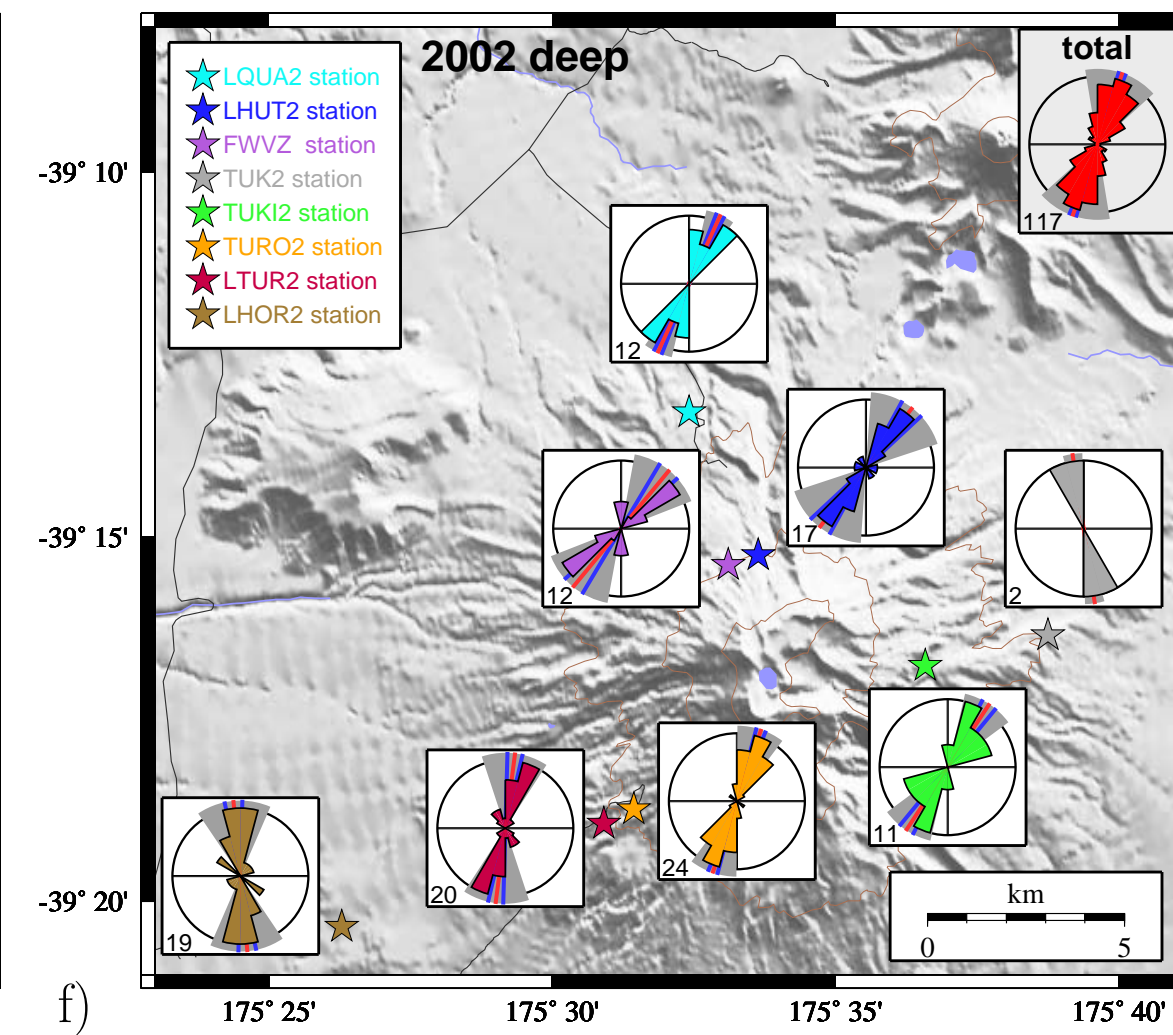 2002 deep
total
LQUA2 station
LHUT2 station
FWVZ station
TUK2 station
TUKI2 station
TURO2 station
LTUR2 station
LHOR2 station
-39° 10'
117
12
17
-39° 15'
12
2
11
24
20
19
-39° 20'
km
0 5
f)
175° 25' 175° 30' 175° 35' 175° 40'